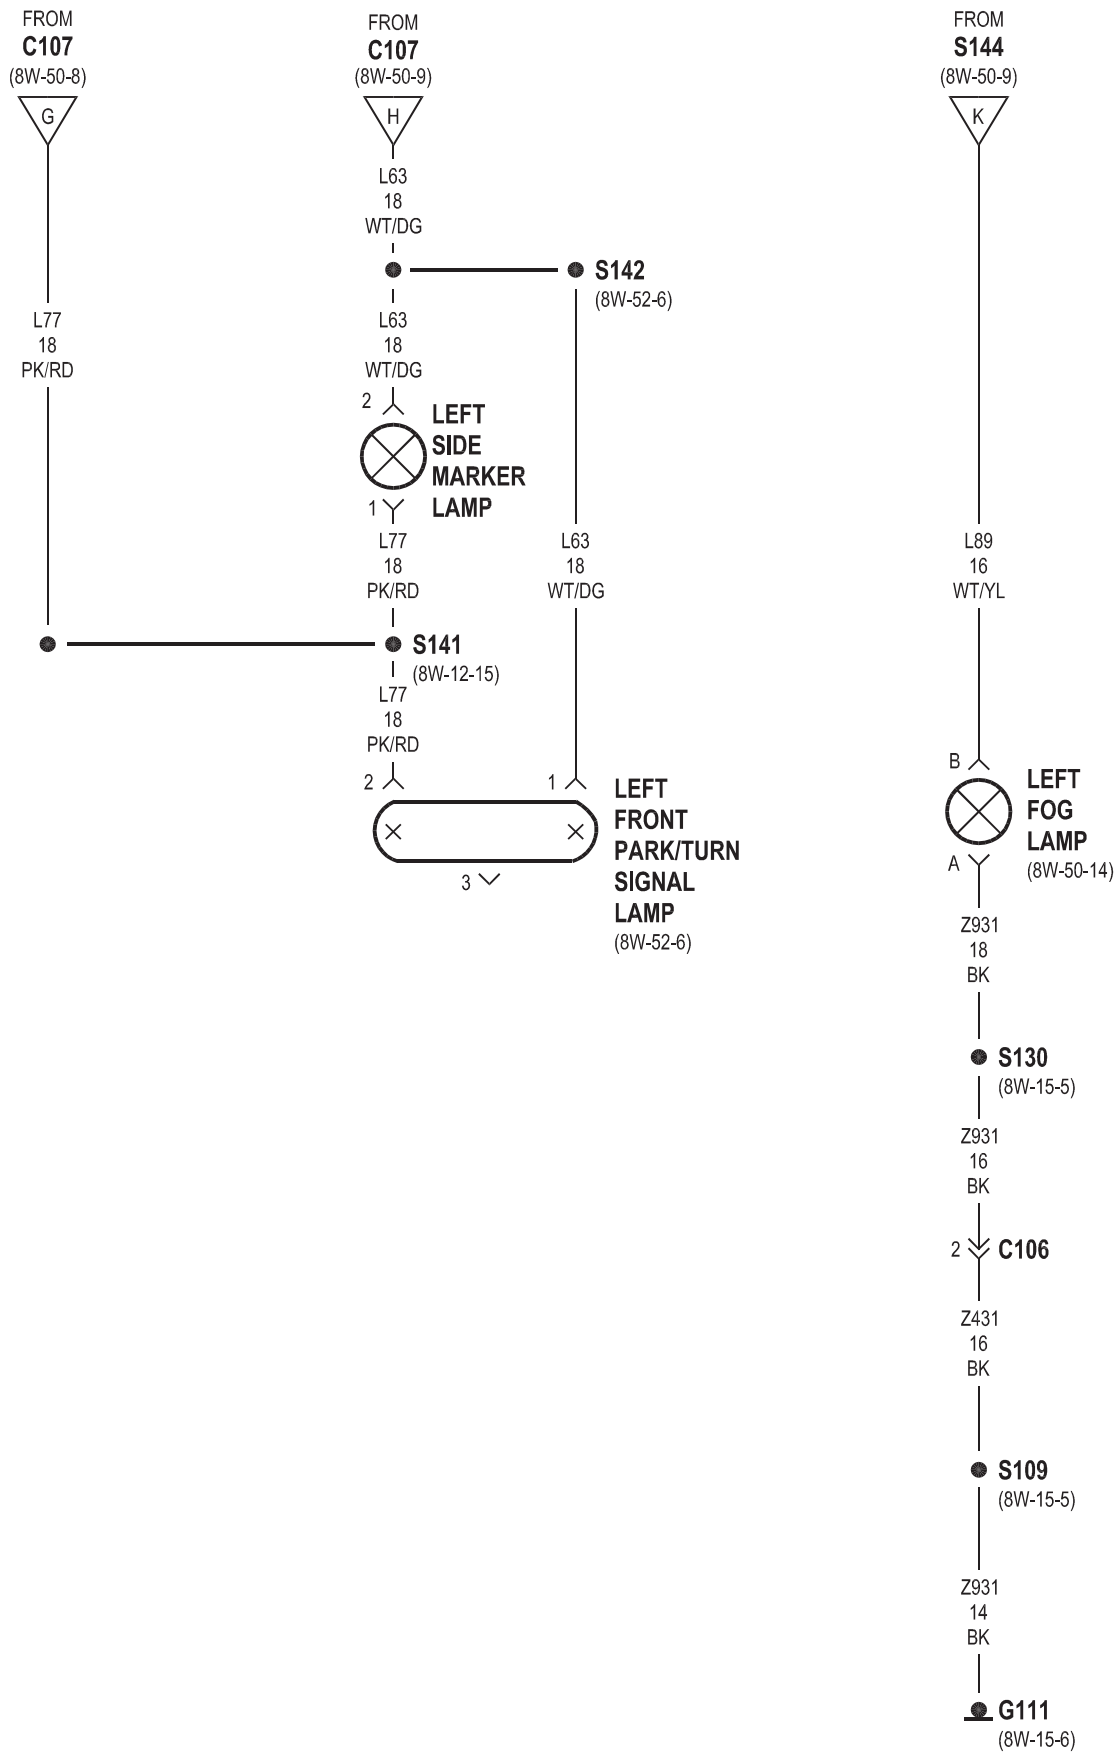 FROM
C107
(8W-50-8)
G
FROM
C107
(8W-50-9)
H
FROM
S144
(8W-50-9)
K
L63
18
WT/DG
S142
(8W-52-6)
L77
18
PK/RD
L63
18
WT/DG
2
LEFT
SIDE
MARKER
LAMP
1
L77
18
PK/RD
L63
18
WT/DG
L89
16
WT/YL
S141
(8W-12-15)
L77
18
PK/RD
2
1
LEFT
FRONT
PARK/TURN
SIGNAL
LAMP
(8W-52-6)
3
B
LEFT
FOG
LAMP
(8W-50-14)
A
Z931
18
BK
S130
(8W-15-5)
Z931
16
BK
2
C106
Z431
16
BK
S109
(8W-15-5)
Z931
14
BK
G111
(8W-15-6)